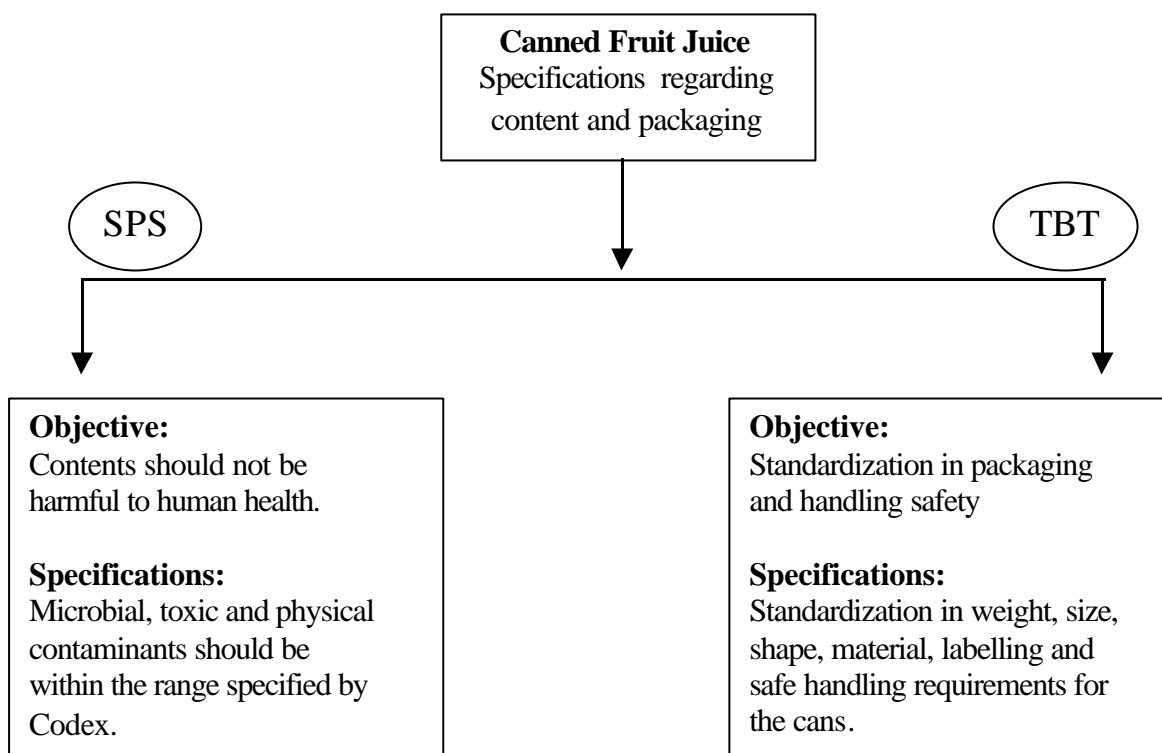 Canned Fruit Juice
Specifications regarding
content and packaging
SPS
TBT
Objective:
Contents should not be
harmful to human health.
Specifications:
Microbial, toxic and physical
contaminants should be
within the range specified by
Codex.
Objective:
Standardization in packaging
and handling safety
Specifications:
Standardization in weight, size,
shape, material, labelling and
safe handling requirements for
the cans.